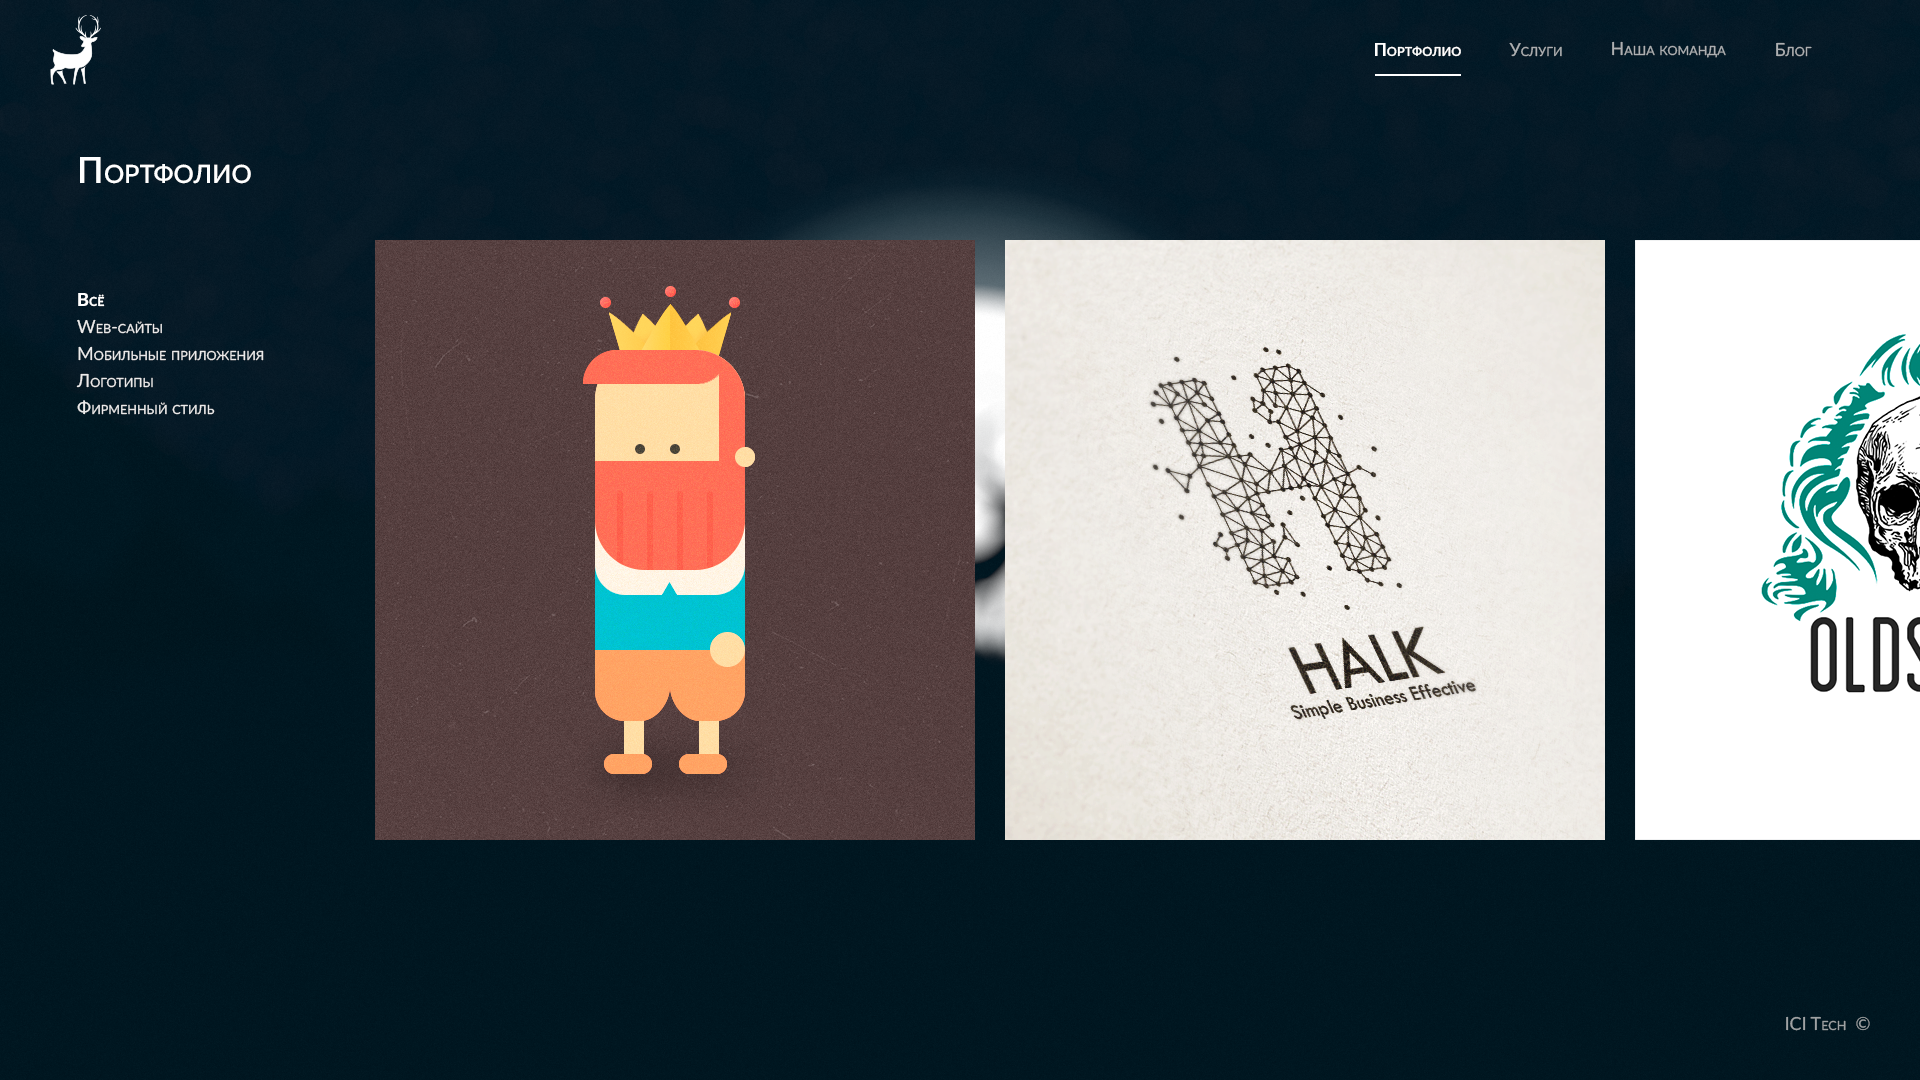 Портфолио
Услуги
Наша команда
Блог
Портфолио
Всё
Web-сайты
Мобильные приложения
Логотипы
Фирменный стиль
HALK
Simple Business Effective
OLDS
ICI Tech ©